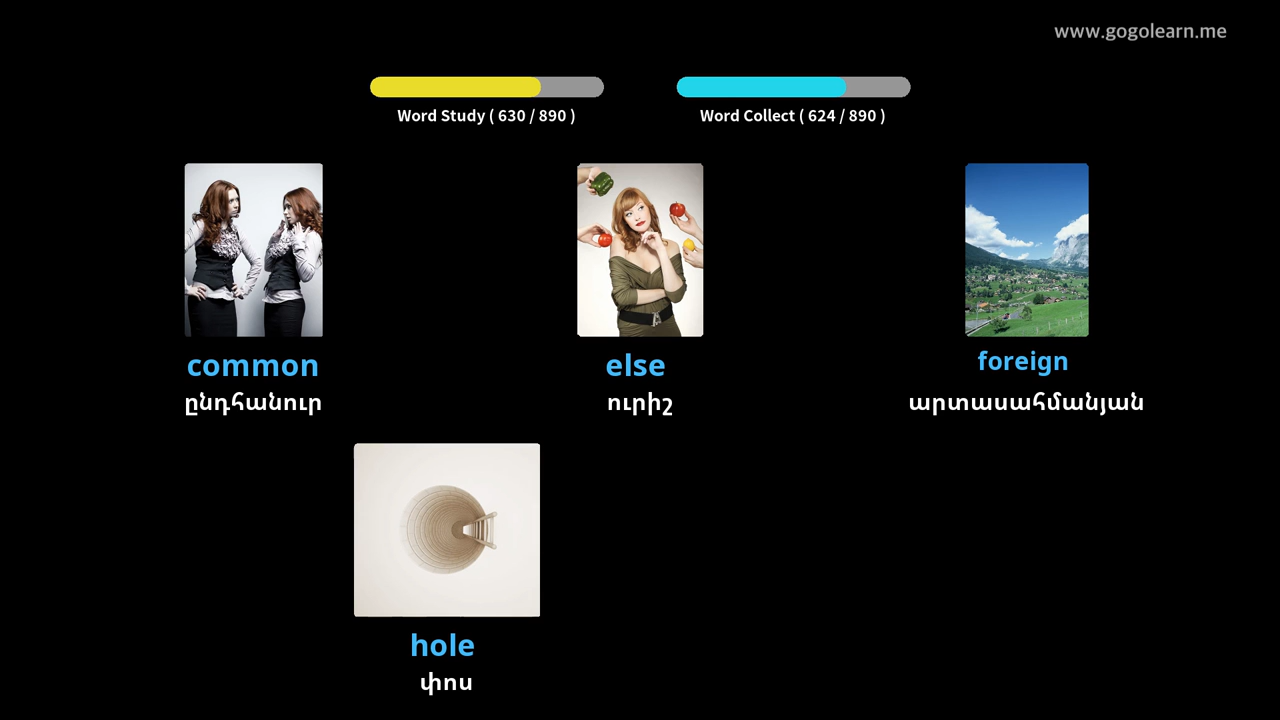 www.gogolearn.me
Word Study ( 630 / 890 )
Word Collect ( 624 / 890 )
common
ընդհանուր
else
ուրիշ
foreign
արտասահմանյան
hole
փոս